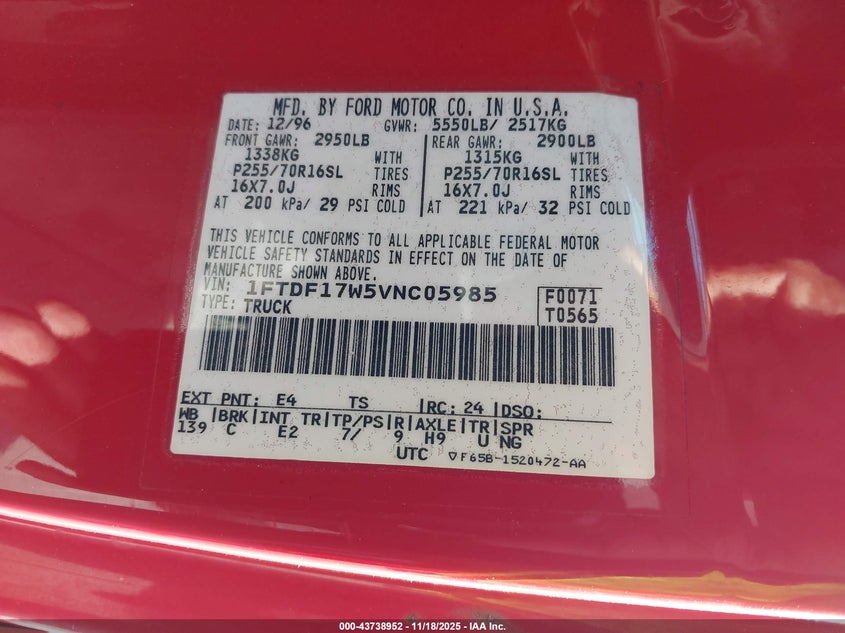 MFD. BY FORD MOTOR CO. IN U.S.A.
DATE: 12/96 GVWR: 5550LB/ 2517KG
FRONT GAWR: 2950LB REAR GAWR: 2900LB
1338KG WITH 1315KG WITH
P255/70R16SL TIRES P255/70R16SL TIRES
16X7.0J RIMS 16X7.0J RIMS
AT 200 kPa/ 29 PSI COLD AT 221 kPa/ 32 PSI COLD
THIS VEHICLE CONFORMS TO ALL APPLICABLE FEDERAL MOTOR
VEHICLE SAFETY STANDARDS IN EFFECT ON THE DATE OF
MANUFACTURE SHOWN ABOVE.
VIN: 1FTDF17W5VNC05985 F0071
TYPE: TRUCK T0565
EXT PNT: E4 TS RC: 24 DSO:
WB BRK INT TR TP/PS R AXLE TR SPR
139 C E2 7/ 9 H9 U NG
UTC ▽F65B-1520472-AA
000-43738952 - 11/18/2025 - IAA Inc.